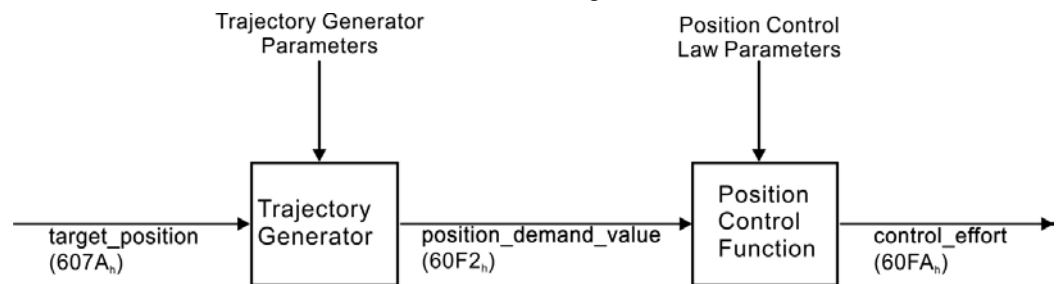 Trajectory Generator
Parameters
Position Control
Law Parameters
Trajectory
Generator
Position
Control
Function
target_position
(607Aₕ)
position_demand_value
(60F2ₕ)
control_effort
(60FAₕ)